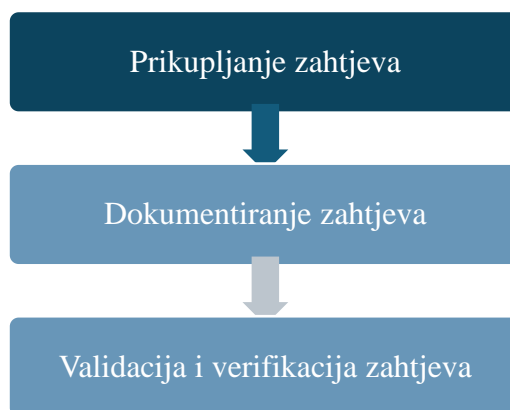 Prikupljanje zahtjeva
Dokumentiranje zahtjeva
Validacija i verifikacija zahtjeva